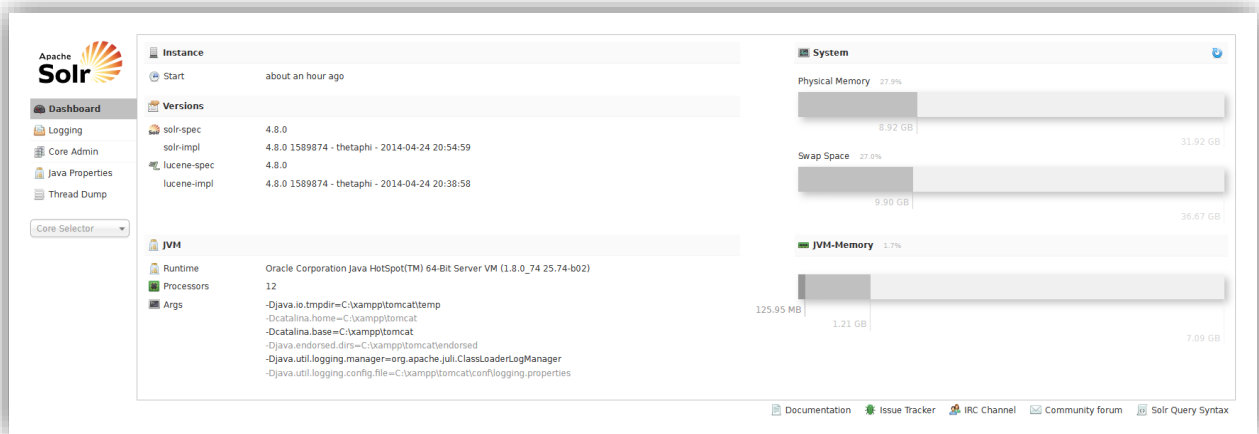 Apache
Solr
Dashboard
Logging
Core Admin
Java Properties
Thread Dump
Core Selector
Instance
Start about an hour ago
Versions
solr-spec 4.8.0
solr-impl 4.8.0 1589874 - thetaphi - 2014-04-24 20:54:59
lucene-spec 4.8.0
lucene-impl 4.8.0 1589874 - thetaphi - 2014-04-24 20:38:58
JVM
Runtime Oracle Corporation Java HotSpot(TM) 64-Bit Server VM (1.8.0_74 25.74-b02)
Processors 12
Args -Djava.io.tmpdir=C:\xampp\tomcat\temp
-Dcatalina.home=C:\xampp\tomcat
-Dcatalina.base=C:\xampp\tomcat
-Djava.endorsed.dirs=C:\xampp\tomcat\endorsed
-Djava.util.logging.manager=org.apache.juli.ClassLoaderLogManager
-Djava.util.logging.config.file=C:\xampp\tomcat\conf\logging.properties
System
Physical Memory 27.9%
8.92 GB
31.92 GB
Swap Space 27.0%
9.90 GB
36.67 GB
JVM-Memory 1.7%
125.95 MB
1.21 GB
7.09 GB
Documentation Issue Tracker IRC Channel Community forum Solr Query Syntax